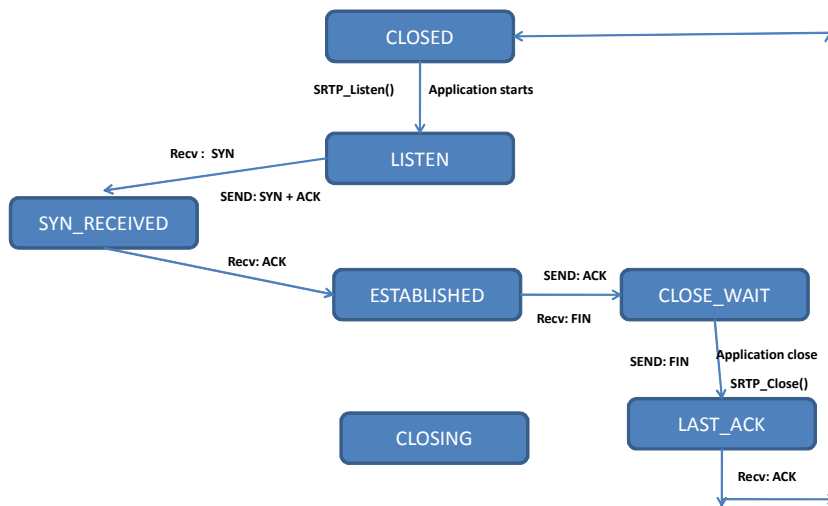 CLOSED
SRTP_Listen()
Application starts
Recv : SYN
LISTEN
SEND: SYN + ACK
SYN_RECEIVED
Recv: ACK
SEND: ACK
ESTABLISHED
CLOSE_WAIT
Recv: FIN
Application close
SEND: FIN
SRTP_Close()
CLOSING
LAST_ACK
Recv: ACK